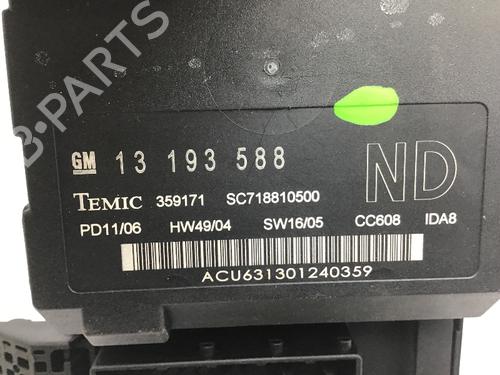 B-PARTS
GM 13 193 588
ND
TEMIC 359171 SC718810500
PD11/06 HW49/04 SW16/05 CC608 IDA8
ACU631301240359